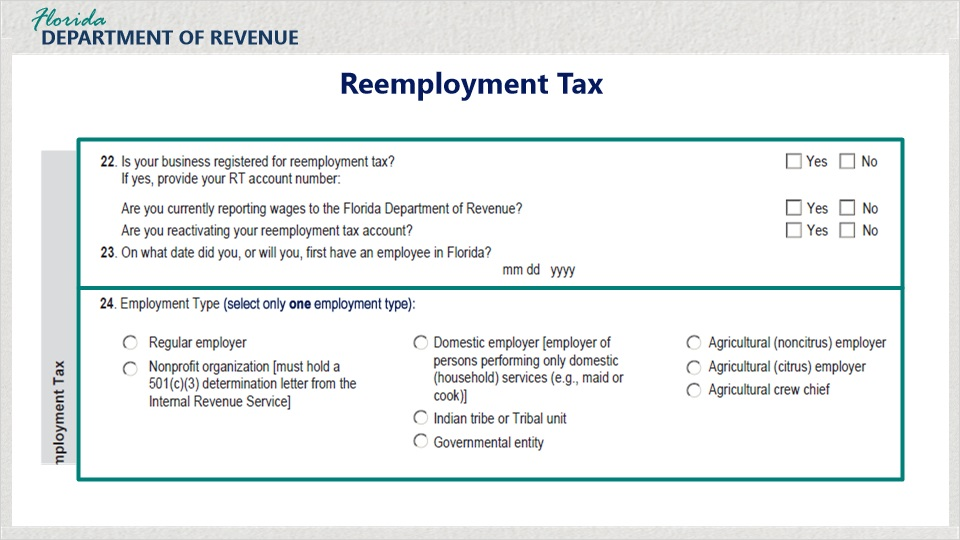 Florida
DEPARTMENT OF REVENUE
Reemployment Tax
22. Is your business registered for reemployment tax? Yes No
If yes, provide your RT account number:
Are you currently reporting wages to the Florida Department of Revenue? Yes No
Are you reactivating your reemployment tax account? Yes No
23. On what date did you, or will you, first have an employee in Florida?
mm dd yyyy
24. Employment Type (select only one employment type):
Regular employer
Nonprofit organization [must hold a
501(c)(3) determination letter from the
Internal Revenue Service]
Domestic employer [employer of
persons performing only domestic
(household) services (e.g., maid or
cook)]
Indian tribe or Tribal unit
Governmental entity
Agricultural (noncitrus) employer
Agricultural (citrus) employer
Agricultural crew chief
mployment Tax